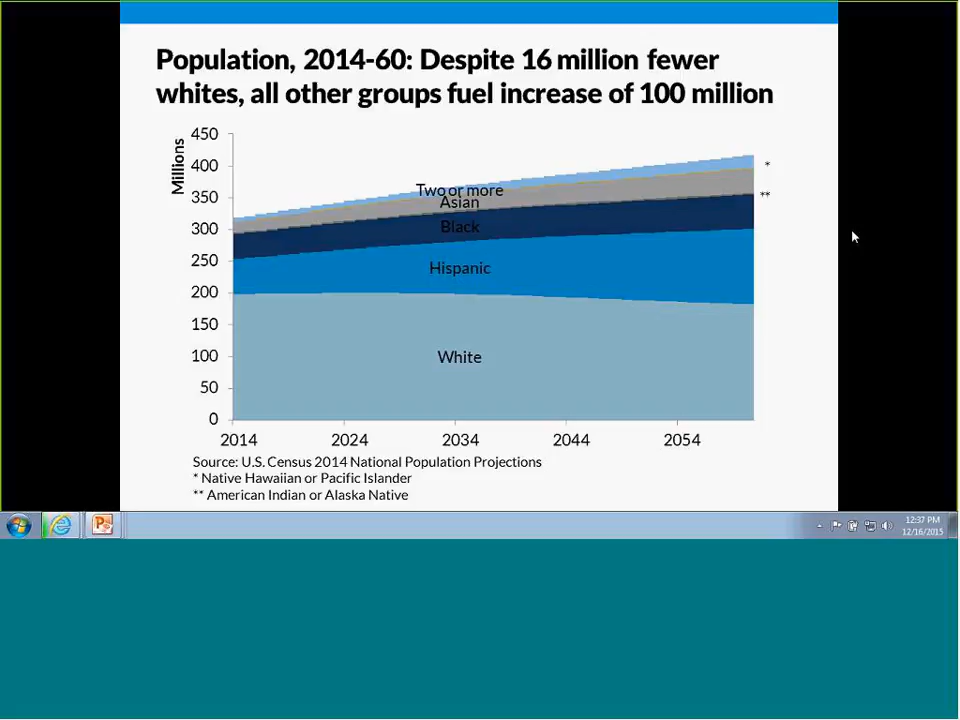 Population, 2014-60: Despite 16 million fewer
whites, all other groups fuel increase of 100 million
Millions
450
400
350
300
250
200
150
100
50
0
*
**
Two or more
Asian
Black
Hispanic
White
2014 2024 2034 2044 2054
Source: U.S. Census 2014 National Population Projections
* Native Hawaiian or Pacific Islander
** American Indian or Alaska Native
12:37 PM
12/16/2015